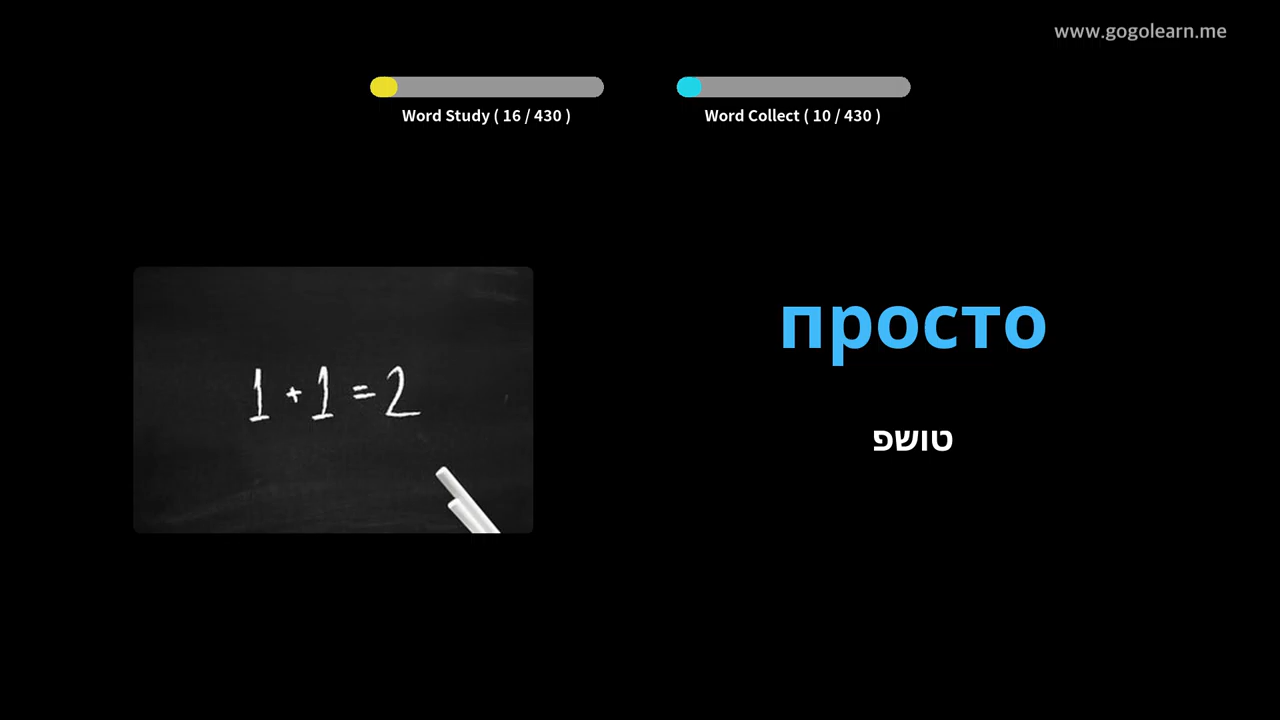 www.gogolearn.me
Word Study ( 16 / 430 )
Word Collect ( 10 / 430 )
1 + 1 = 2
просто
טושפ